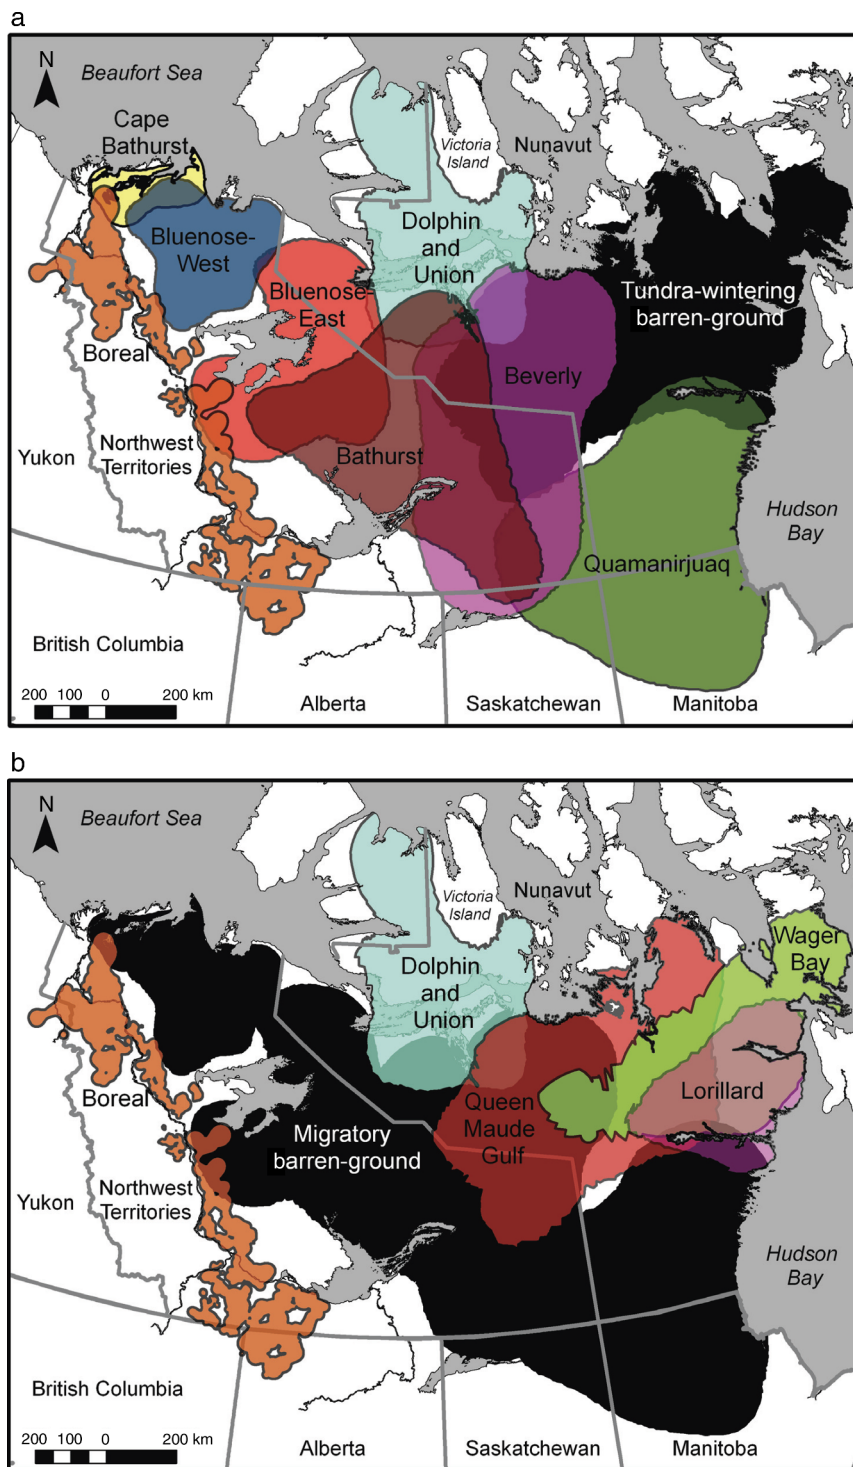 a
N
Beaufort Sea
Cape
Bathurst
Victoria
Island
Nunavut
Bluenose-
West
Dolphin
and
Union
Bluenose-
East
Tundra-wintering
barren-ground
Boreal
Beverly
Yukon
Northwest
Territories
Bathurst
Hudson
Bay
Quamanirjuaq
British Columbia
200 100 0 200 km
Alberta
Saskatchewan
Manitoba
b
N
Beaufort Sea
Victoria
Island
Nunavut
Wager
Bay
Dolphin
and
Union
Boreal
Queen
Maude
Gulf
Lorillard
Migratory
barren-ground
Yukon
Northwest
Territories
Hudson
Bay
British Columbia
200 100 0 200 km
Alberta
Saskatchewan
Manitoba